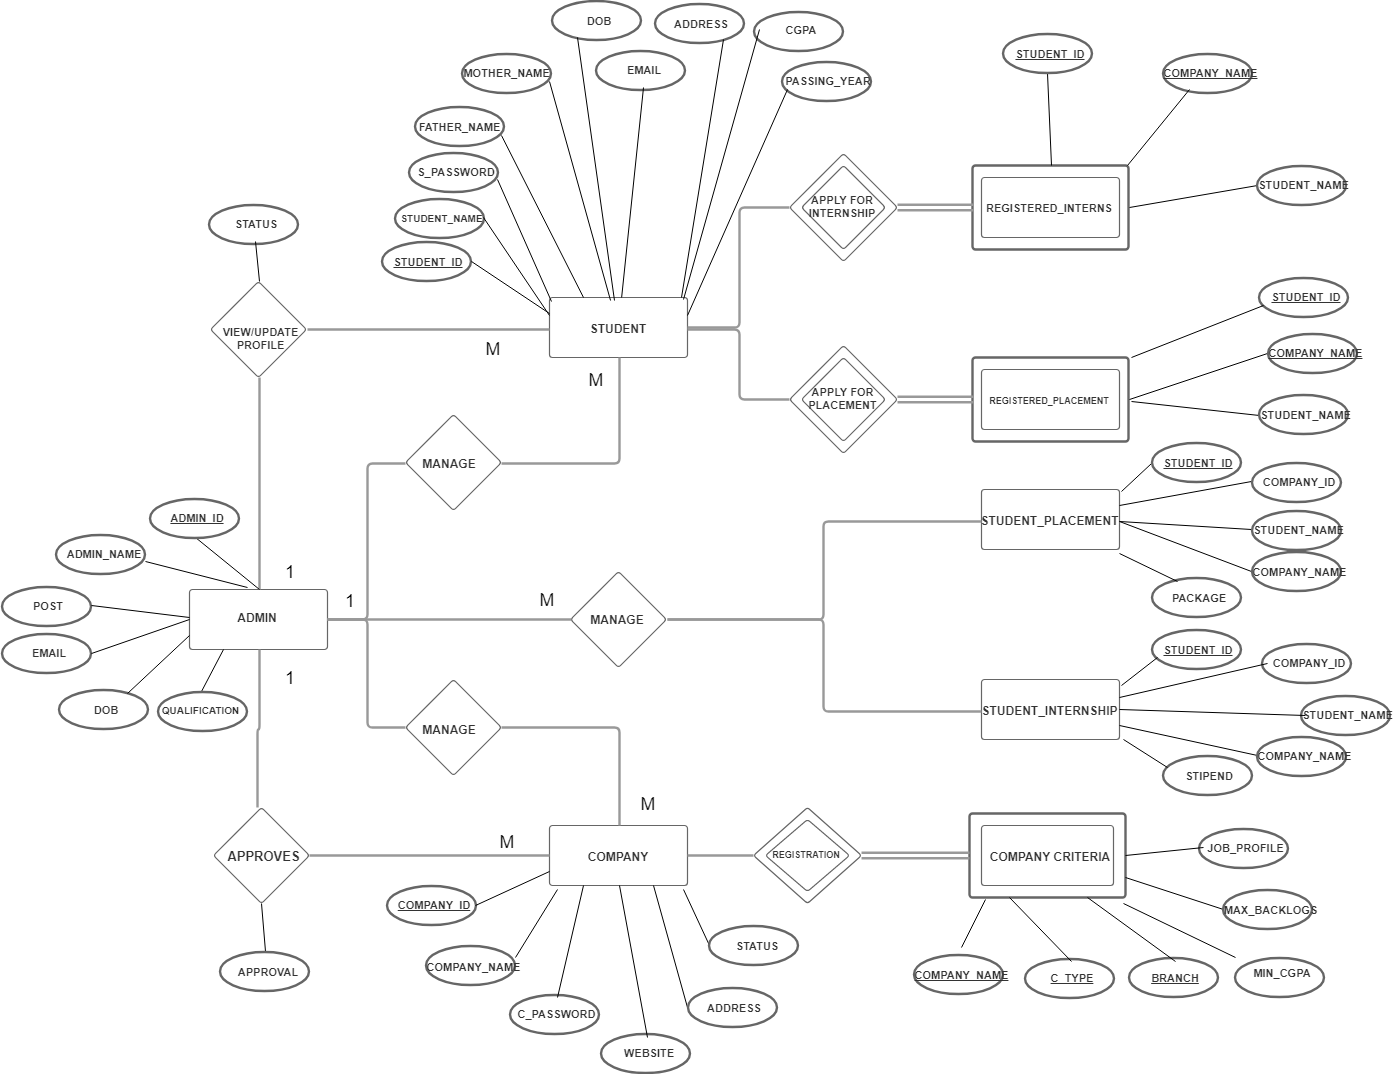 DOB
ADDRESS
CGPA
STUDENT_ID
COMPANY_NAME
MOTHER_NAME
EMAIL
PASSING_YEAR
FATHER_NAME
S_PASSWORD
STUDENT_NAME
STUDENT_ID
STATUS
APPLY FOR
INTERNSHIP
REGISTERED_INTERNS
STUDENT_NAME
VIEW/UPDATE
PROFILE
M
STUDENT
M
STUDENT_ID
COMPANY_NAME
STUDENT_NAME
APPLY FOR
PLACEMENT
REGISTERED_PLACEMENT
MANAGE
STUDENT_ID
COMPANY_ID
STUDENT_NAME
COMPANY_NAME
PACKAGE
STUDENT_PLACEMENT
ADMIN_ID
ADMIN_NAME
POST
EMAIL
DOB
QUALIFICATION
ADMIN
1
1
1
M
MANAGE
STUDENT_ID
COMPANY_ID
STUDENT_NAME
COMPANY_NAME
STIPEND
STUDENT_INTERNSHIP
MANAGE
M
APPROVES
M
COMPANY
REGISTRATION
COMPANY CRITERIA
JOB_PROFILE
MAX_BACKLOGS
MIN_CGPA
BRANCH
C_TYPE
COMPANY_NAME
COMPANY_ID
COMPANY_NAME
C_PASSWORD
WEBSITE
ADDRESS
STATUS
APPROVAL